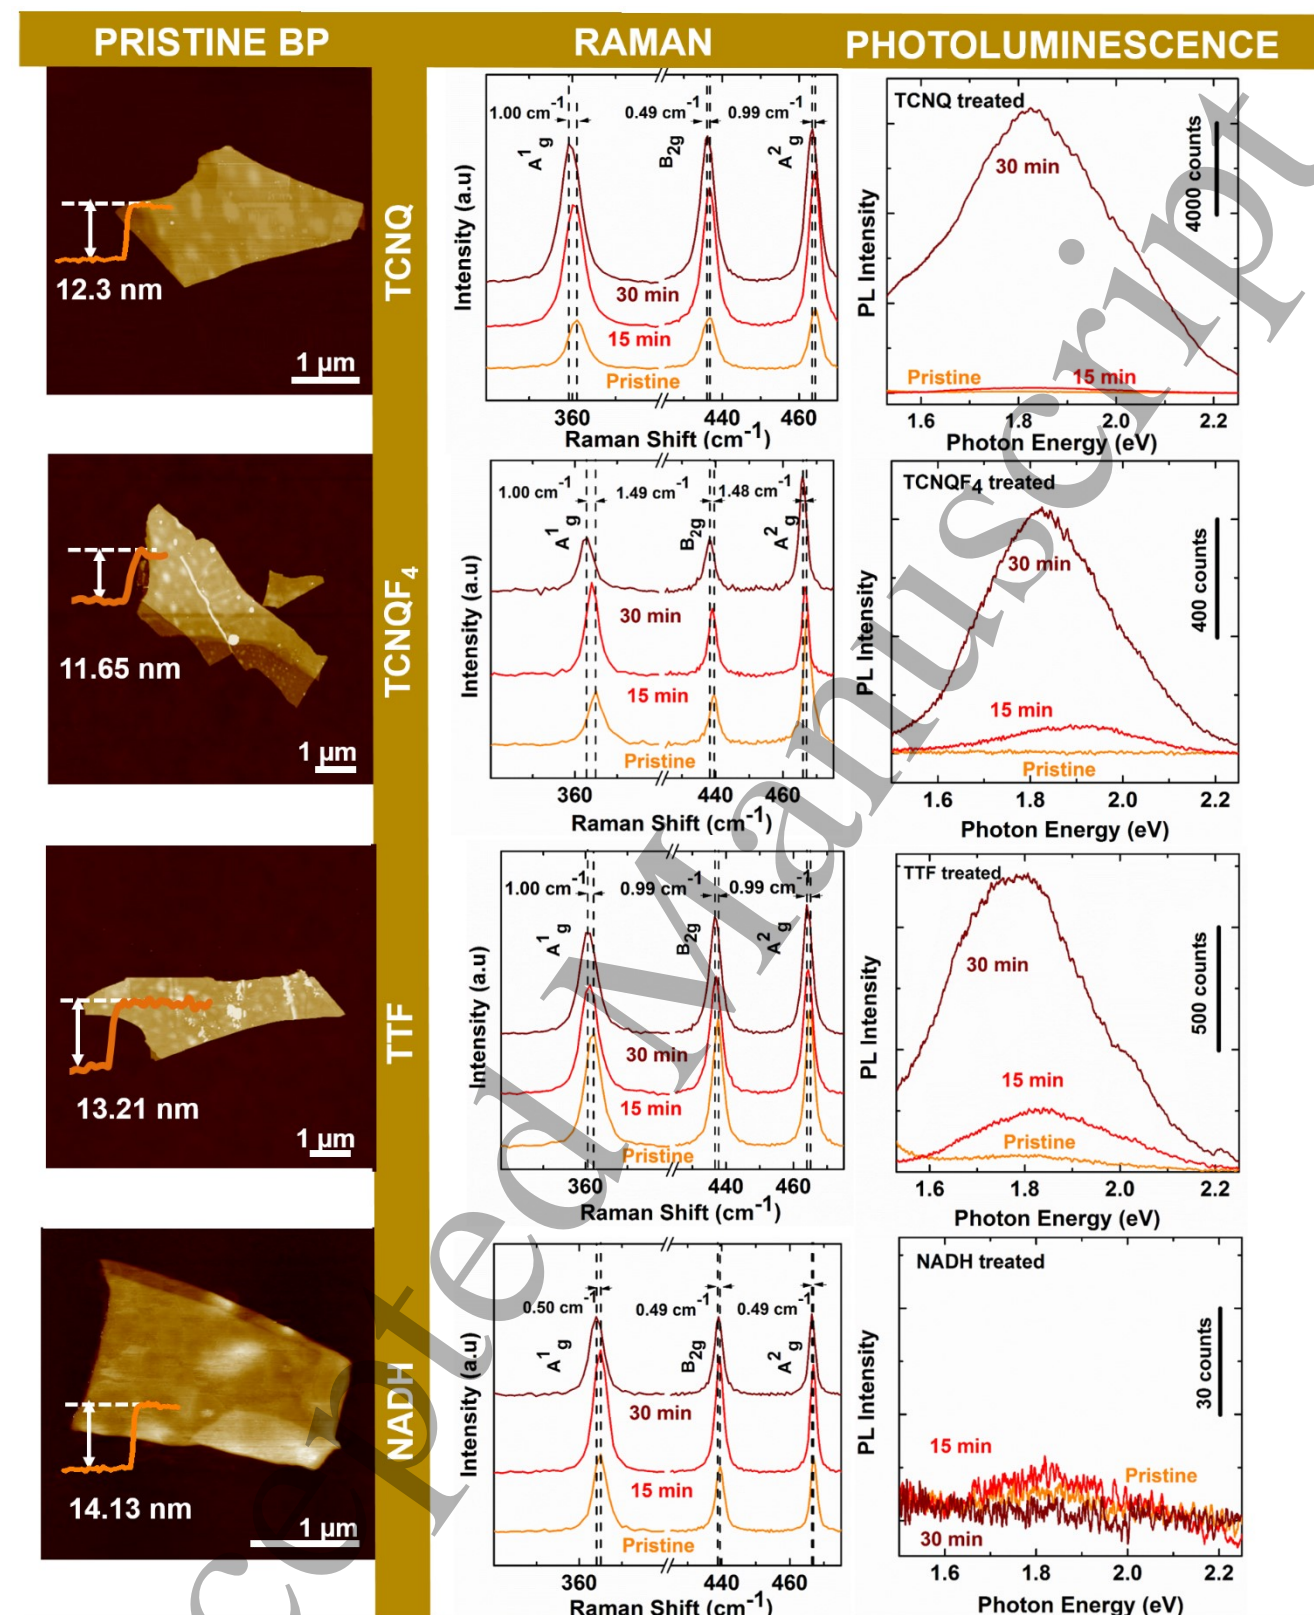 PRISTINE BP
RAMAN
PHOTOLUMINESCENCE
12.3 nm
1 µm
TCNQ
1.00 cm-1
0.49 cm-1
0.99 cm-1
A1g
B2g
A2g
30 min
15 min
Pristine
Intensity (a.u)
360
440
460
Raman Shift (cm-1)
TCNQ treated
30 min
4000 counts
Pristine
15 min
PL Intensity
1.6
1.8
2.0
2.2
Photon Energy (eV)
11.65 nm
1 µm
TCNQF4
1.00 cm-1
1.49 cm-1
1.48 cm-1
A1g
B2g
A2g
30 min
15 min
Pristine
Intensity (a.u)
360
440
460
Raman Shift (cm-1)
TCNQF4 treated
30 min
400 counts
15 min
Pristine
PL Intensity
1.6
1.8
2.0
2.2
Photon Energy (eV)
13.21 nm
1 µm
TTF
1.00 cm-1
0.99 cm-1
0.99 cm-1
A1g
B2g
A2g
30 min
15 min
Pristine
Intensity (a.u)
360
440
460
Raman Shift (cm-1)
TTF treated
30 min
500 counts
15 min
Pristine
PL Intensity
1.6
1.8
2.0
2.2
Photon Energy (eV)
14.13 nm
1 µm
NADH
0.50 cm-1
0.49 cm-1
0.49 cm-1
A1g
B2g
A2g
30 min
15 min
Pristine
Intensity (a.u)
360
440
460
Raman Shift (cm-1)
NADH treated
30 counts
15 min
Pristine
30 min
PL Intensity
1.6
1.8
2.0
2.2
Photon Energy (eV)
cepted Manuscript